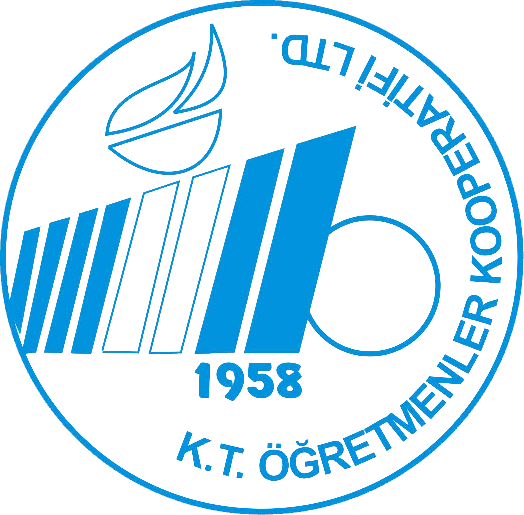 1958
K.T. ÖĞRETMENLER KOOPERATİFİ LTD.